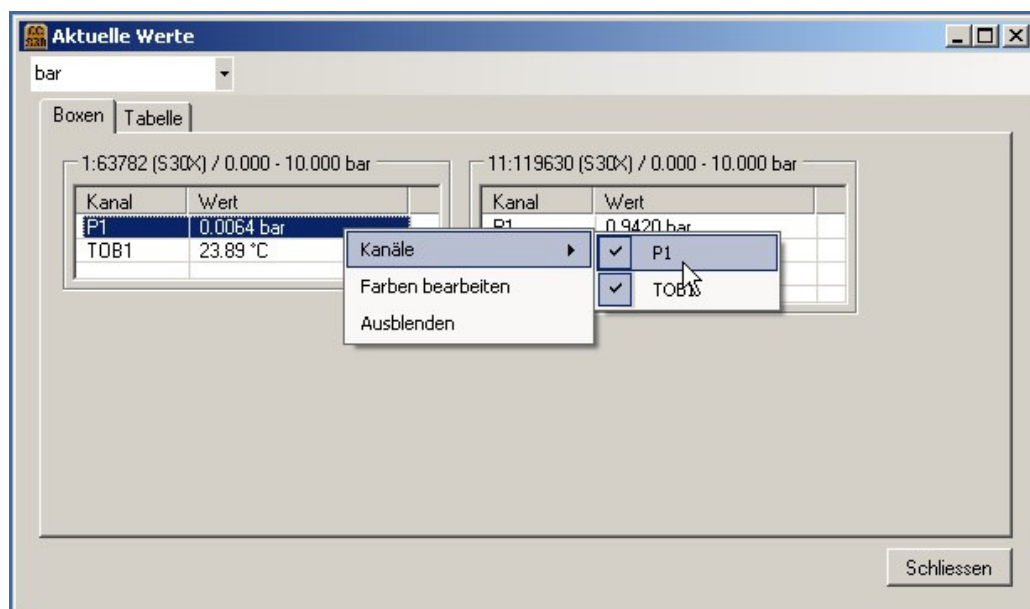 Aktuelle Werte
bar
Boxen Tabelle
1:63782 (S30X) / 0.000 - 10.000 bar
Kanal Wert
P1 0.0064 bar
TOB1 23.89 °C
11:119630 (S30X) / 0.000 - 10.000 bar
Kanal Wert
P1 0.9420 bar
Kanäle
Farben bearbeiten
Ausblenden
P1
TOB1
Schliessen